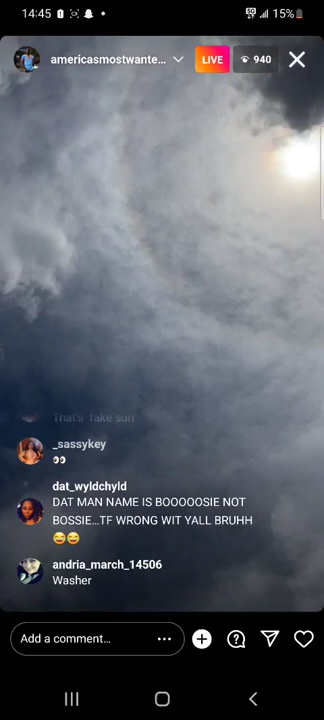 14:45
5G
15%
americasmostwante...
LIVE
940
That's fake sun
_sassykey
👀
dat_wyldchyld
DAT MAN NAME IS BOOOOOSIE NOT
BOSSIE...TF WRONG WIT YALL BRUHH
😂😂
andria_march_14506
Washer
Add a comment...